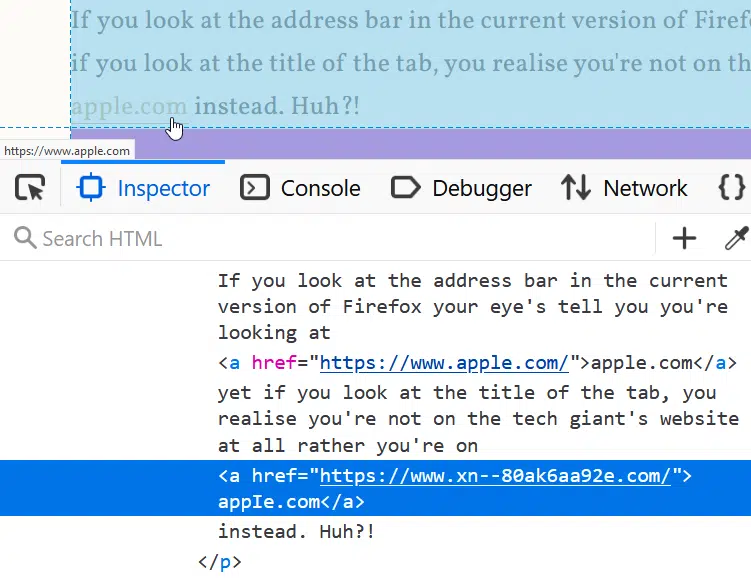 If you look at the address bar in the current version of Firef
if you look at the title of the tab, you realise you're not on th
apple.com instead. Huh?!
https://www.apple.com
Inspector Console Debugger Network {}
Search HTML
If you look at the address bar in the current
version of Firefox your eye's tell you you're
looking at
<a href="https://www.apple.com/">apple.com</a>
yet if you look at the title of the tab, you
realise you're not on the tech giant's website
at all rather you're on
<a href="https://www.xn--80ak6aa92e.com/">
appIe.com</a>
instead. Huh?!
</p>